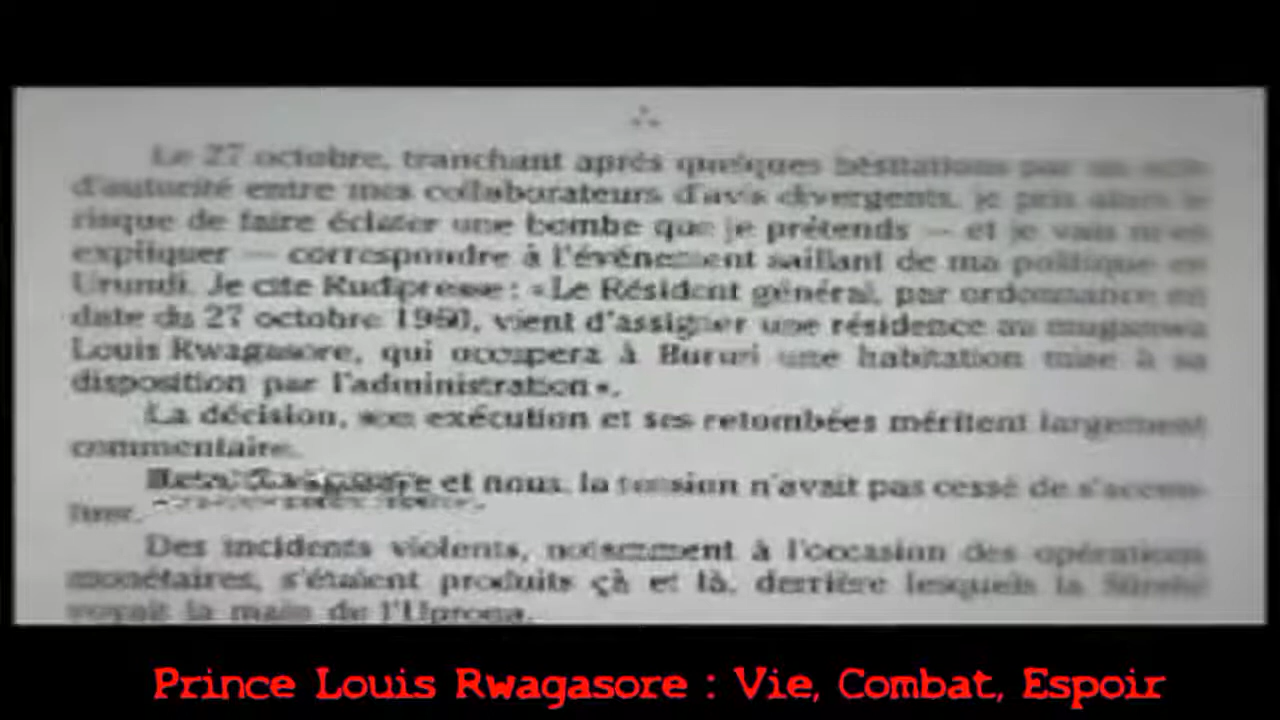 Le 27 octobre, tranchant après quelques hésitations par un acte
d'autorité entre mes collaborateurs d'avis divergents, je pris alors le
risque de faire éclater une bombe que je prétends — et je vais m'en
expliquer — correspondre à l'événement saillant de ma politique en
Urundi. Je cite Rudipresse : «Le Résident général, par ordonnance en
date du 27 octobre 1960, vient d'assigner une résidence au muganwa
Louis Rwagasore, qui occupera à Bururi une habitation mise à sa
disposition par l'administration».
La décision, son exécution et ses retombées méritent largement
commentaire.
et nous, la tension n'avait pas cessé de s'accu-
muler.
Des incidents violents, notamment à l'occasion des opérations
monétaires, s'étaient produits çà et là, derrière lesquels la Sûreté
voyait la main de l'Uprona.
Prince Louis Rwagasore : Vie, Combat, Espoir